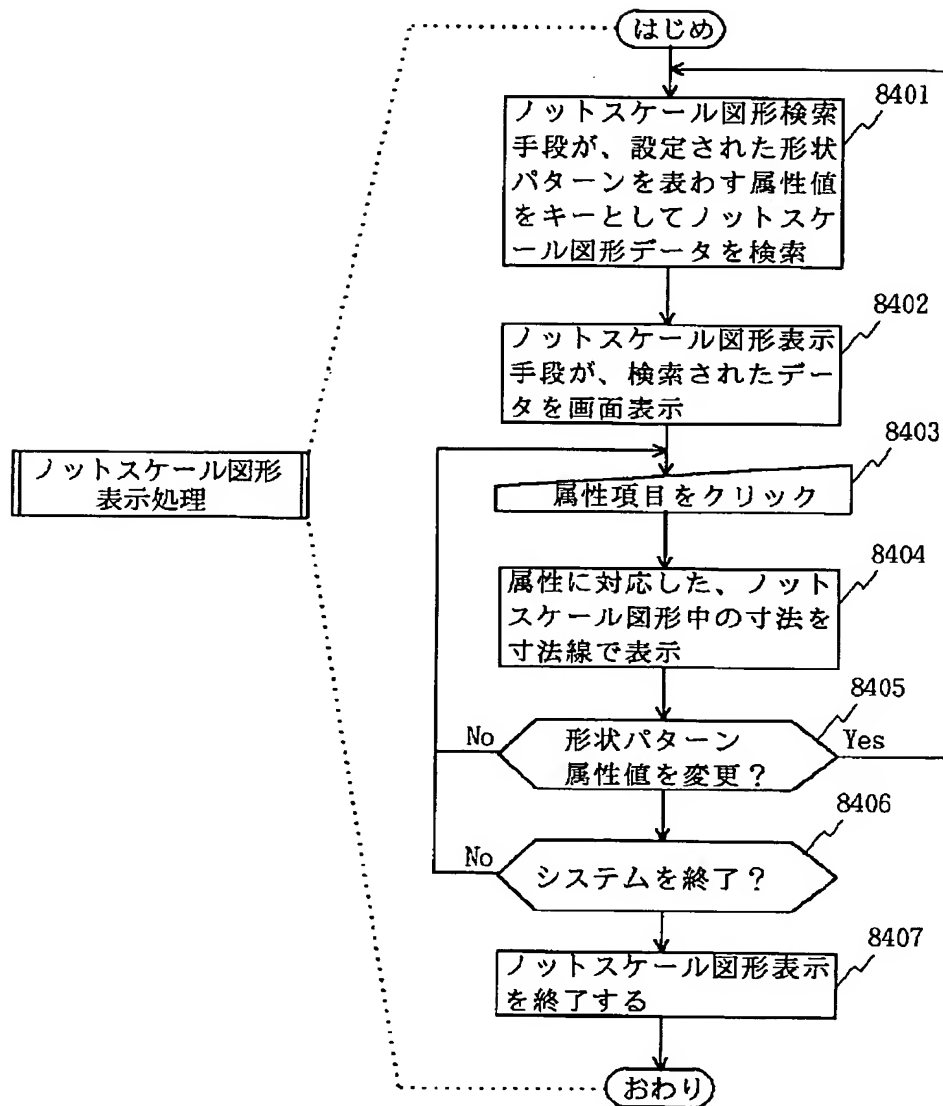 はじめ
8401
ノットスケール図形検索
手段が、設定された形状
パターンを表わす属性値
をキーとしてノットスケ
ール図形データを検索
8402
ノットスケール図形表示
手段が、検索されたデー
タを画面表示
8403
ノットスケール図形
表示処理
属性項目をクリック
8404
属性に対応した、ノット
スケール図形中の寸法を
寸法線で表示
8405
No
形状パターン
属性値を変更?
Yes
8406
No
システムを終了?
8407
ノットスケール図形表示
を終了する
おわり